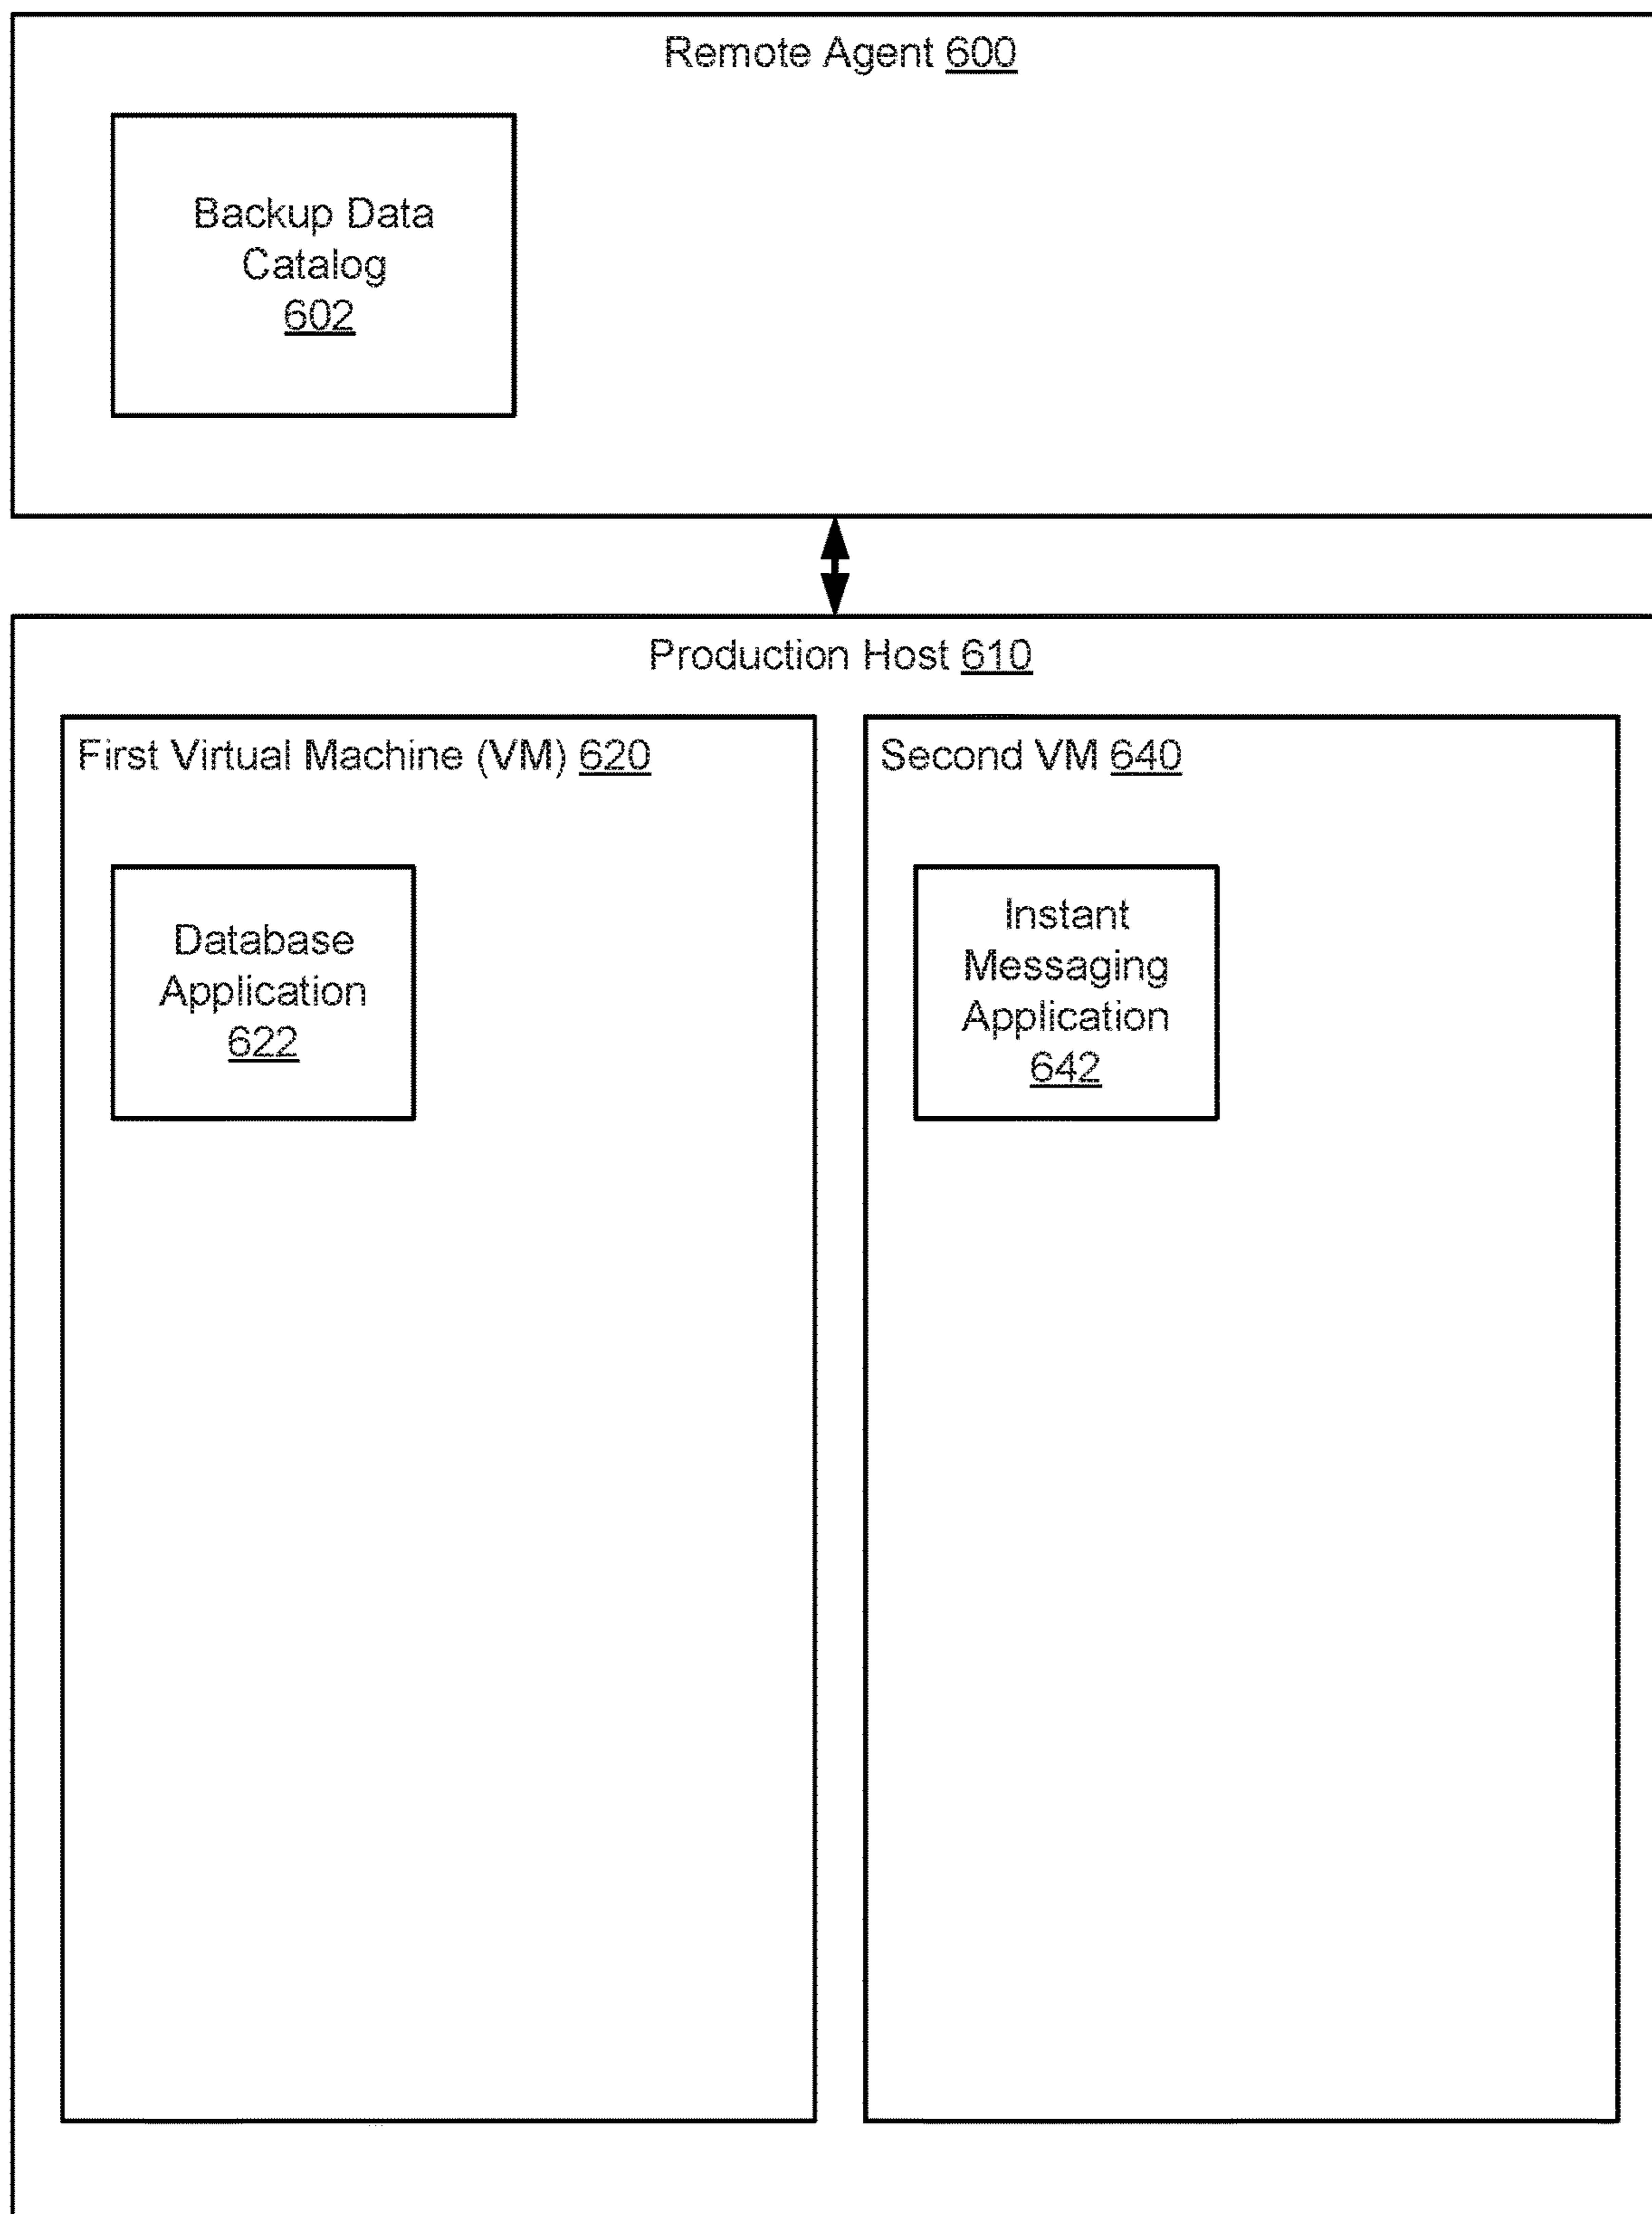 Remote Agent 600
Backup Data
Catalog
602
Production Host 610
First Virtual Machine (VM) 620
Database
Application
622
Second VM 640
Instant
Messaging
Application
642